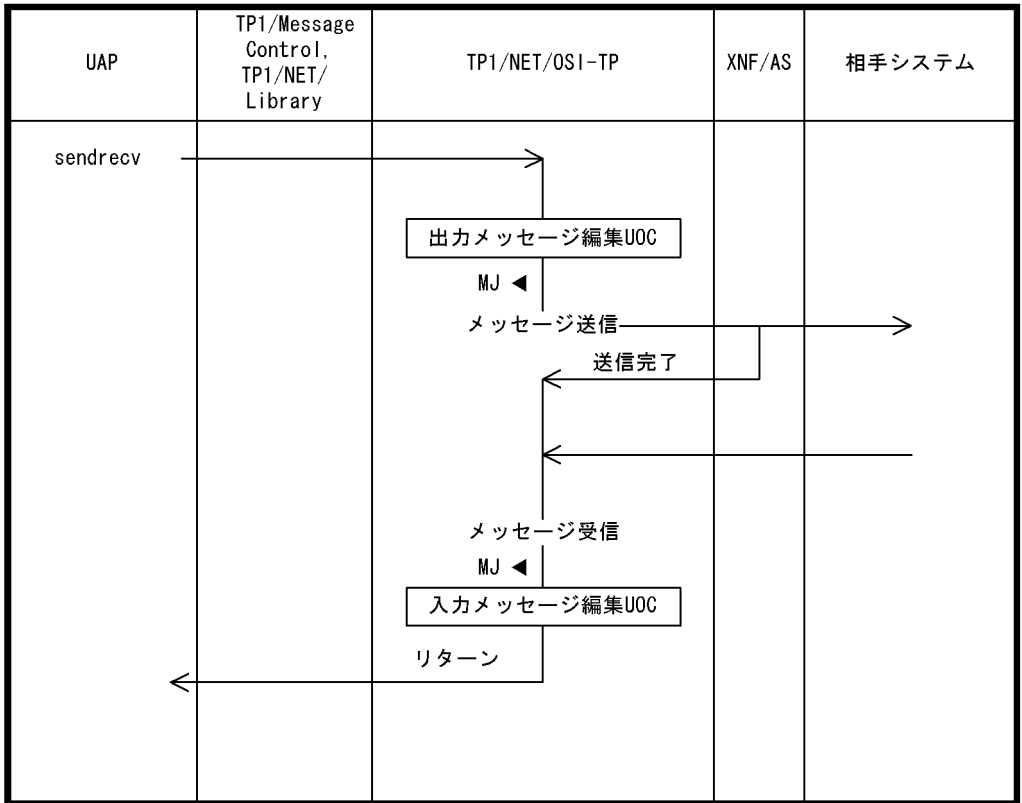 UAP
TP1/Message
Control,
TP1/NET/
Library
TP1/NET/OSI-TP
XNF/AS
相手システム
sendrecv
出力メッセージ編集UOC
MJ ◀
メッセージ送信
送信完了
メッセージ受信
MJ ◀
入力メッセージ編集UOC
リターン